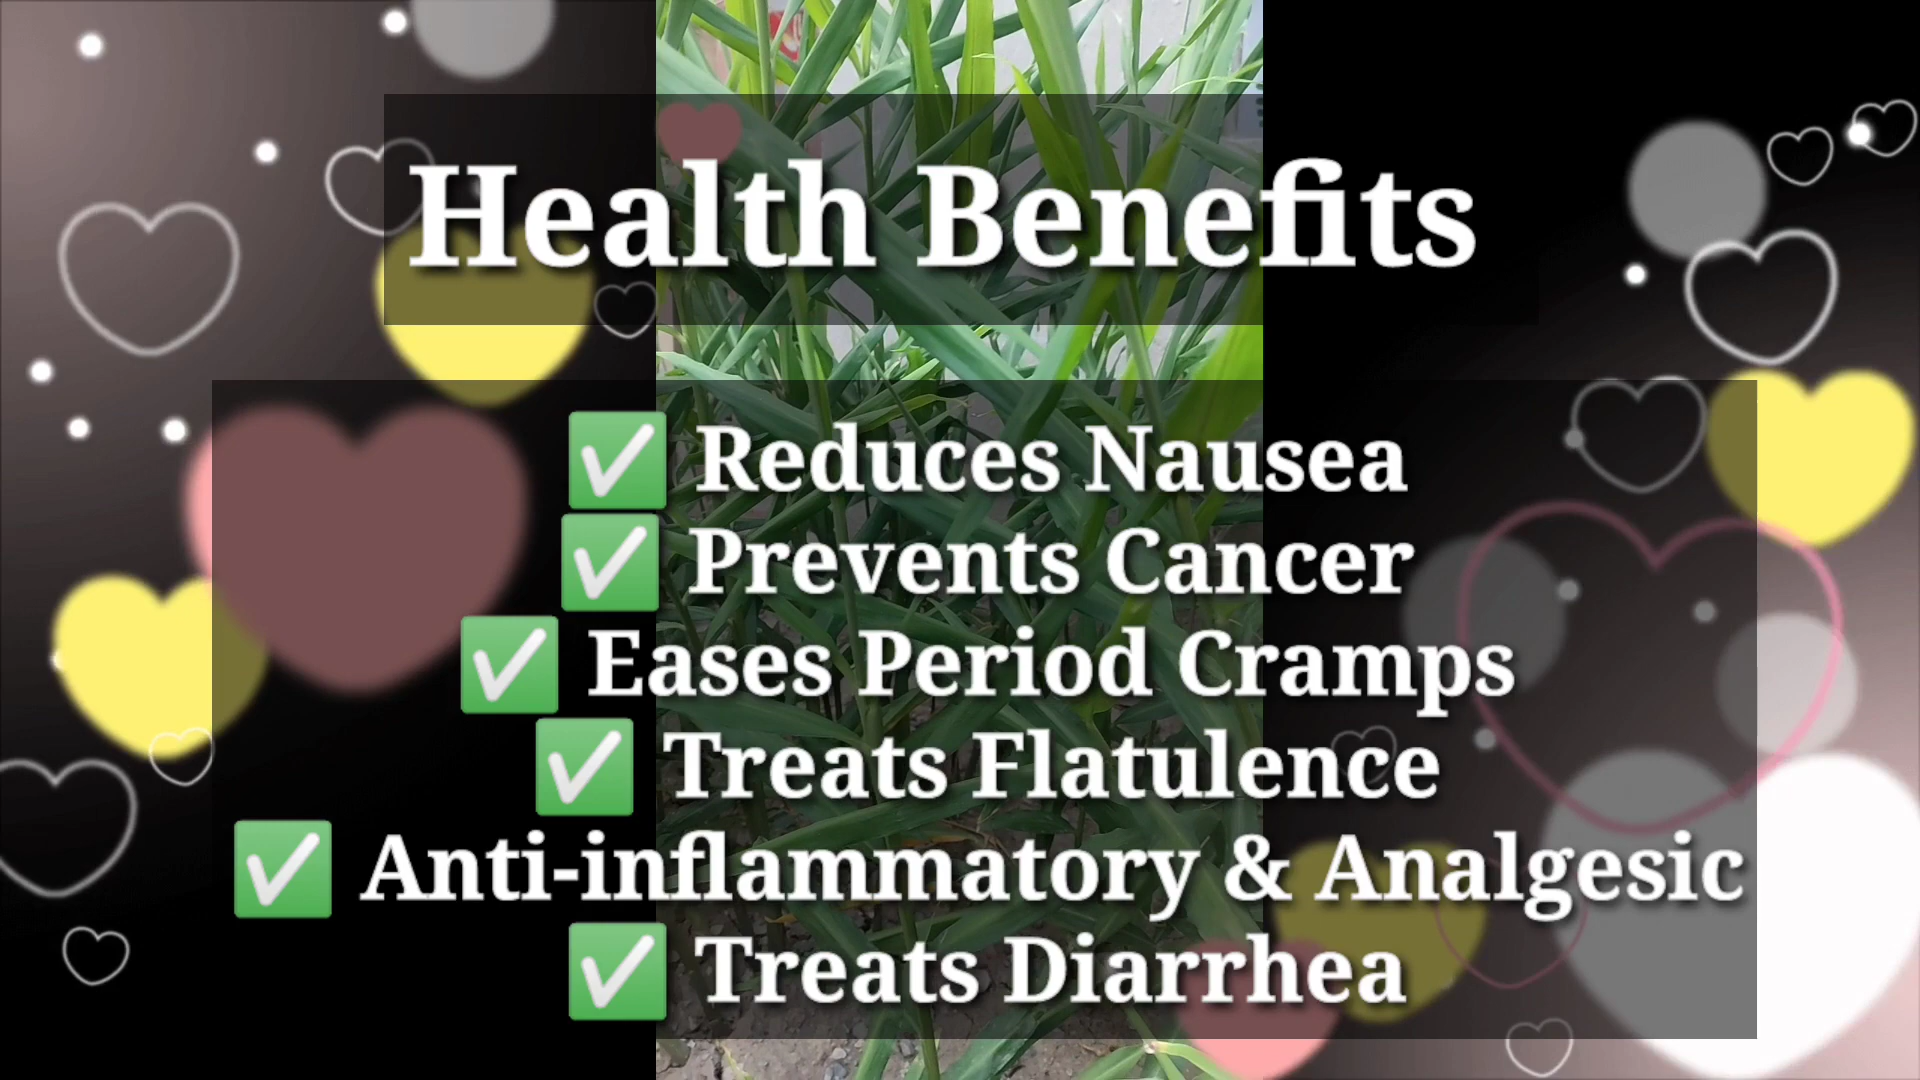 Health Benefits
✅ Reduces Nausea
✅ Prevents Cancer
✅ Eases Period Cramps
✅ Treats Flatulence
✅ Anti-inflammatory & Analgesic
✅ Treats Diarrhea